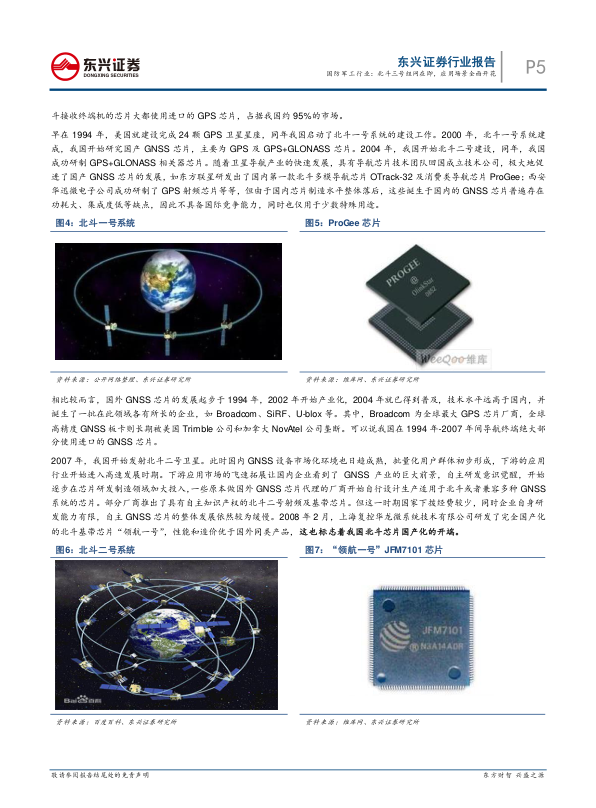 东兴证券
DONGXING SECURITIES
东兴证券行业报告
国防军工行业：北斗三号组网在即，应用场景全面开花
P5
斗接收终端机的芯片大都使用进口的 GPS 芯片，占据我国约 95%的市场。
早在 1994 年，美国就建设完成 24 颗 GPS 卫星星座，同年我国启动了北斗一号系统的建设工作。2000 年，北斗一号系统建
成，我国开始研究国产 GNSS 芯片，主要为 GPS 及 GPS+GLONASS 芯片。2004 年，我国开始北斗二号建设，同年，我国
成功研制 GPS+GLONASS 相关器芯片。随着卫星导航产业的快速发展，具有导航芯片技术团队回国成立技术公司，极大地促
进了国产 GNSS 芯片的发展，如东方联星研发出了国内第一款北斗多模导航芯片 OTrack-32 及消费类导航芯片 ProGee；西安
华迅微电子公司成功研制了 GPS 射频芯片等等，但由于国内芯片制造水平整体落后，这些诞生于国内的 GNSS 芯片普遍存在
功耗大、集成度低等缺点，因此不具备国际竞争能力，同时也仅用于少数特殊用途。
图4：北斗一号系统
图5：ProGee 芯片
PROGEE
OlinkStar
0852
WeeQoo维库
资料来源：公开网络整理、东兴证券研究所
资料来源：维库网、东兴证券研究所
相比较而言，国外 GNSS 芯片的发展起步于 1994 年，2002 年开始产业化，2004 年就已得到普及，技术水平远高于国内，并
诞生了一批在此领域各有所长的企业，如 Broadcom、SiRF、U-blox 等。其中，Broadcom 为全球最大 GPS 芯片厂商，全球
高精度 GNSS 板卡则长期被美国 Trimble 公司和加拿大 NovAtel 公司垄断。可以说我国在 1994 年-2007 年间导航终端绝大部
分使用进口的 GNSS 芯片。
2007 年，我国开始发射北斗二号卫星。此时国内 GNSS 设备市场化环境也日趋成熟，批量化用户群体初步形成，下游的应用
行业开始进入高速发展时期。下游应用市场的飞速拓展让国内企业看到了 GNSS 产业的巨大前景，自主研发意识觉醒，开始
逐步在芯片研发制造领域加大投入，一些原本做国外 GNSS 芯片代理的厂商开始自行设计生产适用于北斗或者兼容多种 GNSS
系统的芯片。部分厂商推出了具有自主知识产权的北斗二号射频及基带芯片。但这一时期国家下拨经费较少，同时企业自身研
发能力有限，自主 GNSS 芯片的整体发展依然较为缓慢。2008 年 2 月，上海复控华龙微系统技术有限公司研发了完全国产化
的北斗基带芯片“领航一号”，性能和造价优于国外同类产品，这也标志着我国北斗芯片国产化的开端。
图6：北斗二号系统
图7：“领航一号”JFM7101 芯片
Baidu百科
JFM7101
N3A14A0R
资料来源：百度百科、东兴证券研究所
资料来源：维库网、东兴证券研究所
敬请参阅报告结尾处的免责声明
东方财智 兴盛之源